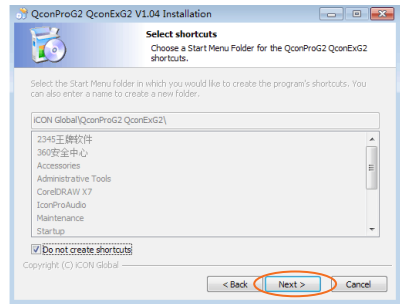 QconProG2 QconExG2 V1.04 Installation
Select shortcuts
Choose a Start Menu Folder for the QconProG2 QconExG2
shortcuts.
Select the Start Menu folder in which you would like to create the program's shortcuts. You
can also enter a name to create a new folder.
iCON Global\QconProG2 QconExG2\
2345王牌软件
360安全中心
Accessories
Administrative Tools
CorelDRAW X7
IconProAudio
Maintenance
Startup
Do not create shortcuts
Copyright (C) iCON Global
< Back Next > Cancel